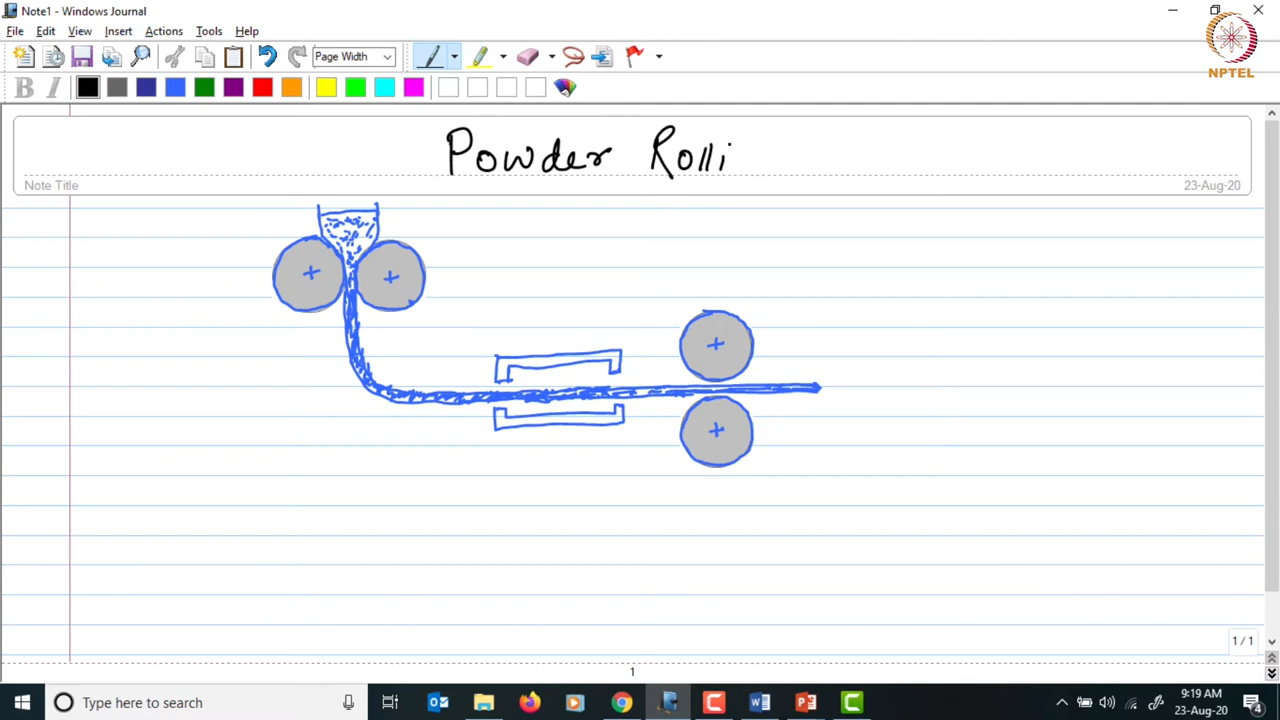 Note1 - Windows Journal
File Edit View Insert Actions Tools Help
Page Width
B I
NPTEL
Powder Rolli
Note Title
23-Aug-20
1 / 1
1
Type here to search
9:19 AM
23-Aug-20
4